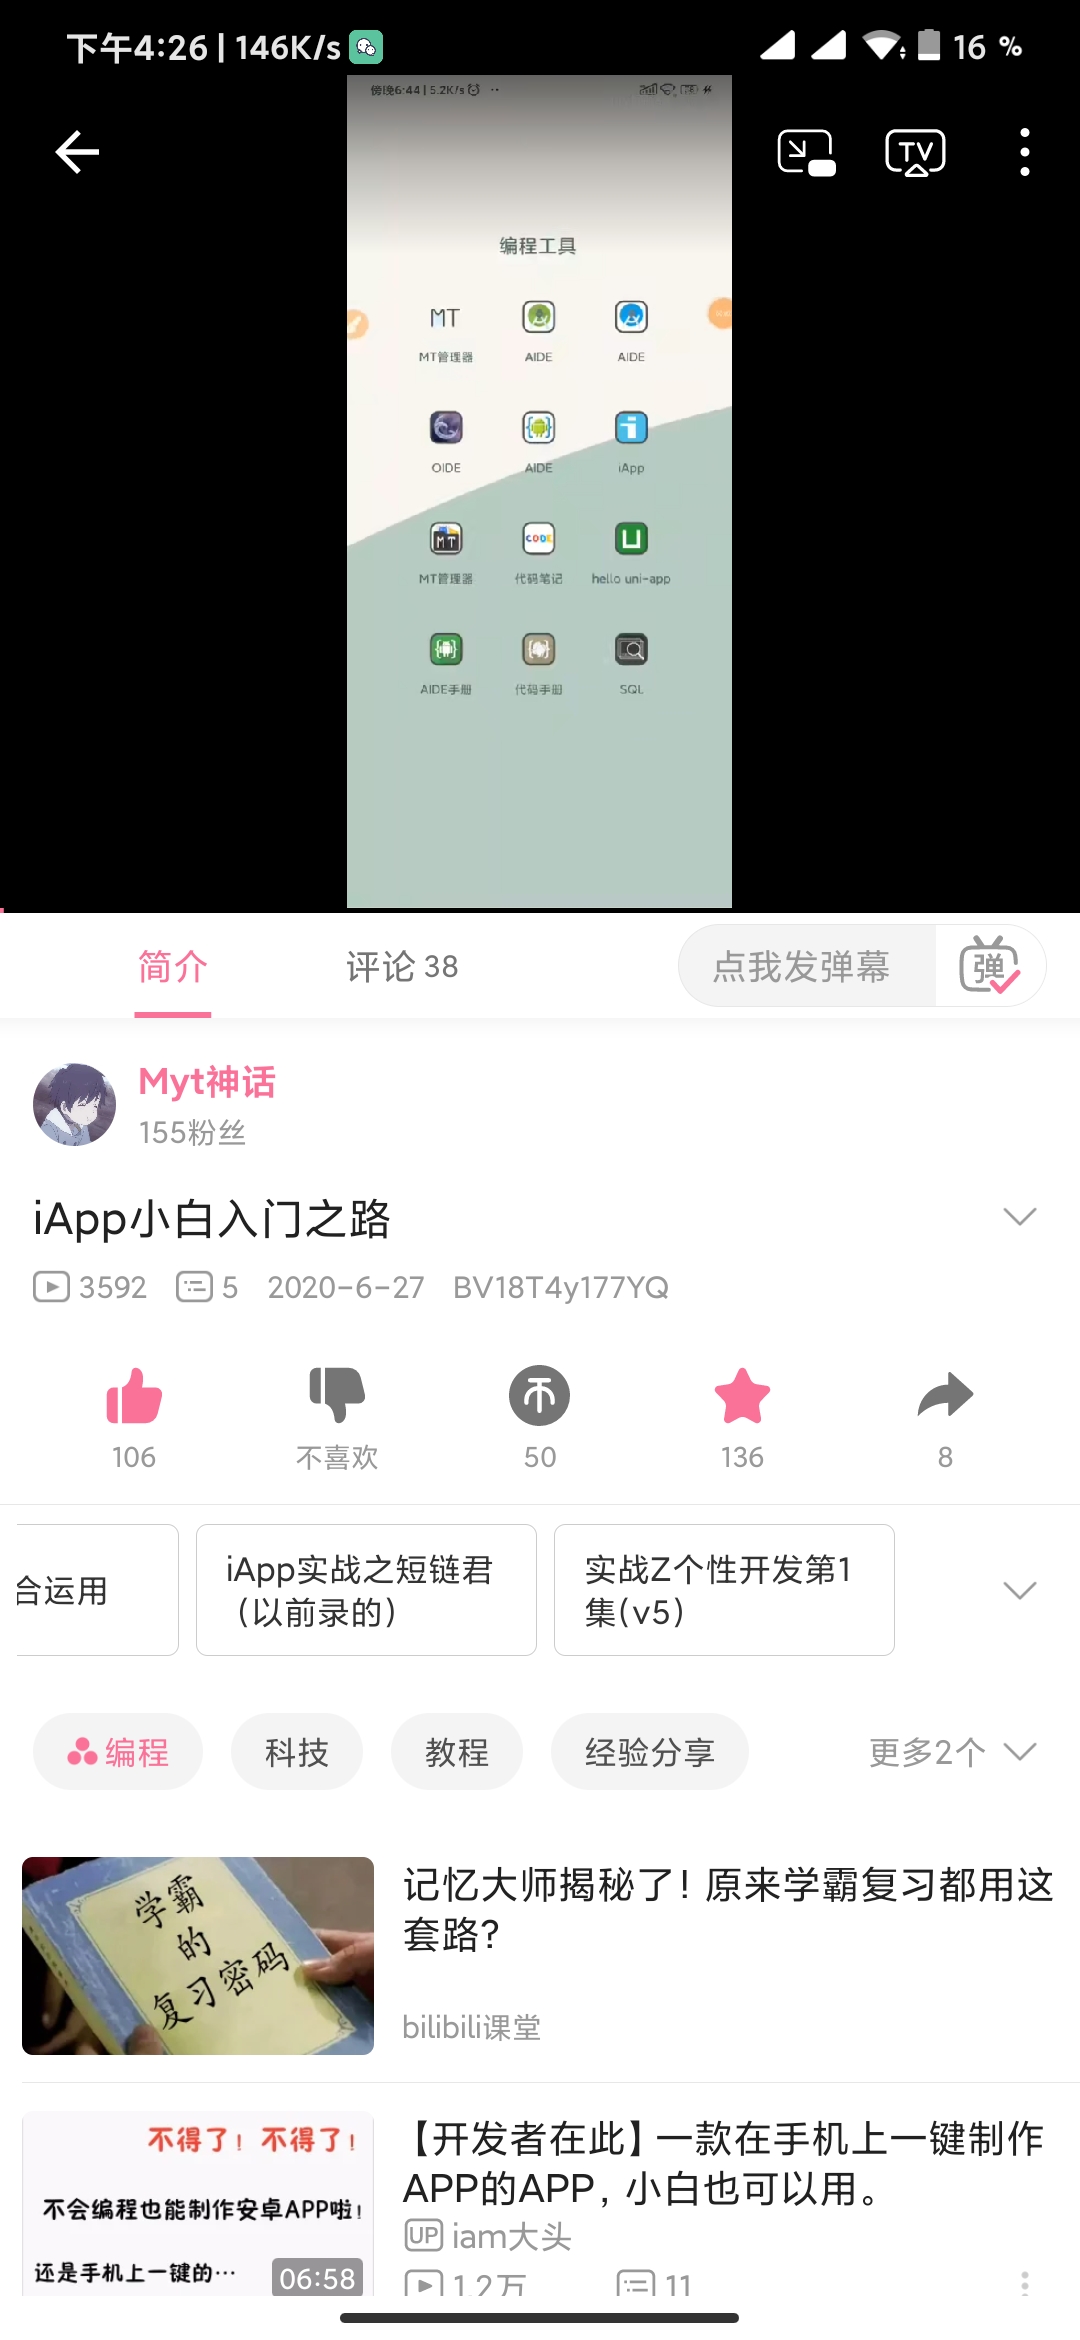 下午4:26 | 146K/s
16 %
傍晚6:44 | 5.2K/s
TV
编程工具
MT
MT管理器
AIDE
AIDE
OIDE
AIDE
iApp
MT
CODE
MT管理器
代码笔记
hello uni-app
AIDE手册
代码手册
SQL
简介
评论 38
点我发弹幕
弹
Myt神话
155粉丝
iApp小白入门之路
3592
5
2020-6-27
BV18T4y177YQ
106
不喜欢
50
136
8
合运用
iApp实战之短链君
（以前录的）
实战Z个性开发第1
集(v5)
编程
科技
教程
经验分享
更多2个
学霸
的
复习密码
记忆大师揭秘了！原来学霸复习都用这
套路？
bilibili课堂
不得了！不得了！
不会编程也能制作安卓APP啦！
还是手机上一键的…
06:58
【开发者在此】一款在手机上一键制作
APP的APP，小白也可以用。
UP iam大头
1.2万
11